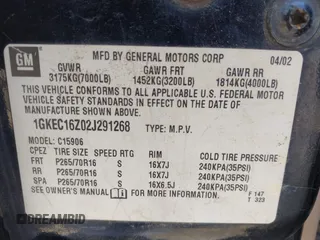 GM
MFD BY GENERAL MOTORS CORP 04/02
GVWR GAWR FRT GAWR RR
3175KG(7000LB) 1452KG(3200LB) 1814KG(4000LB)
THIS VEHICLE CONFORMS TO ALL APPLICABLE U.S. FEDERAL MOTOR
VEHICLE SAFETY STANDARDS IN EFFECT ON THE DATE OF
MANUFACTURE SHOWN ABOVE.
1GKEC16Z02J291268 TYPE: M.P.V.
C15906
CPEZ TIRE SIZE SPEED RTG RIM COLD TIRE PRESSURE
FRT P265/70R16 S 16X7J 240KPA(35PSI)
RR P265/70R16 S 16X7J 240KPA(35PSI)
SPA P265/70R16 S 16X6.5J 240KPA(35PSI)
SEE OWNER'S MANUAL FOR MORE INFORMATION
F 147
T 323
DREAMBID